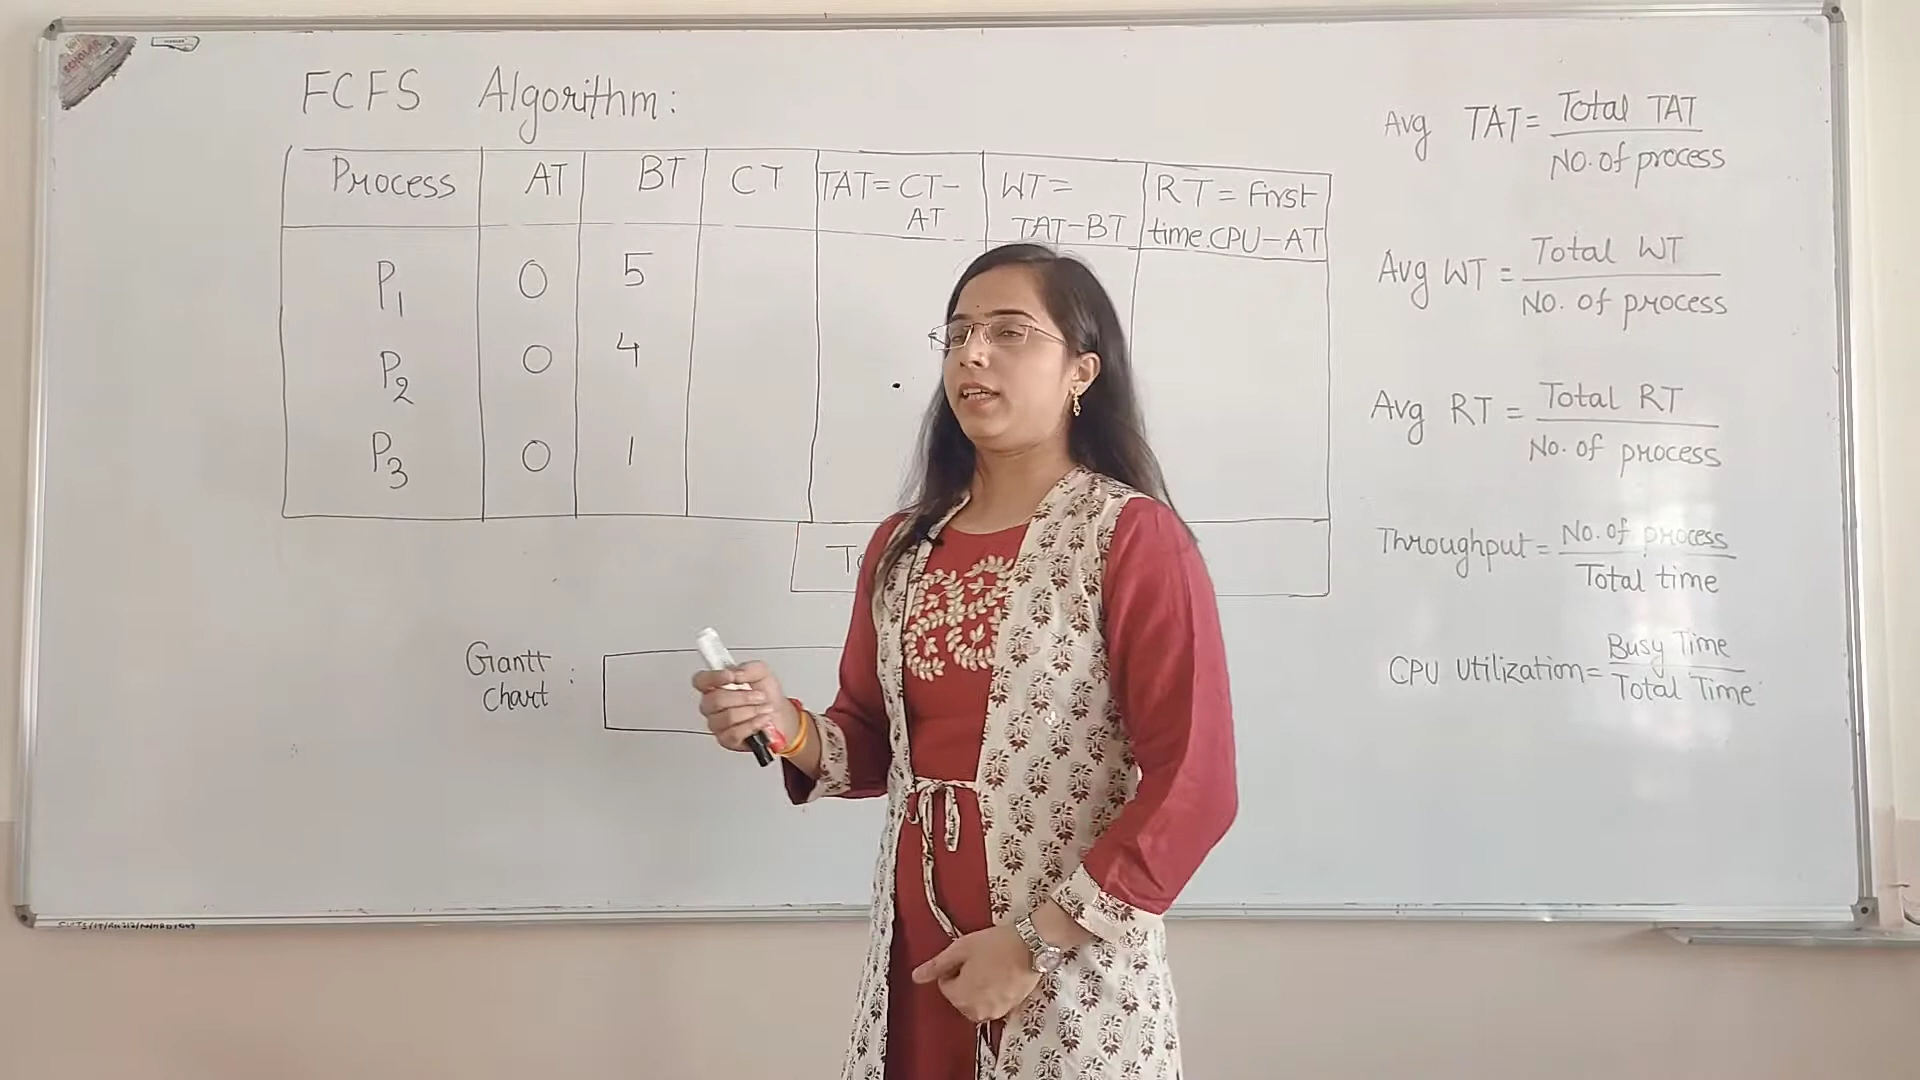 SCHOLAR
FCFS Algorithm:
Process AT BT CT TAT= CT-AT WT= TAT-BT RT = first time.CPU-AT
P1 0 5
P2 0 4
P3 0 1
Gantt chart :
Avg TAT= Total TAT / No. of process
Avg WT = Total WT / No. of process
Avg RT = Total RT / No. of process
Throughput = No. of process / Total time
CPU Utilization= Busy Time / Total Time